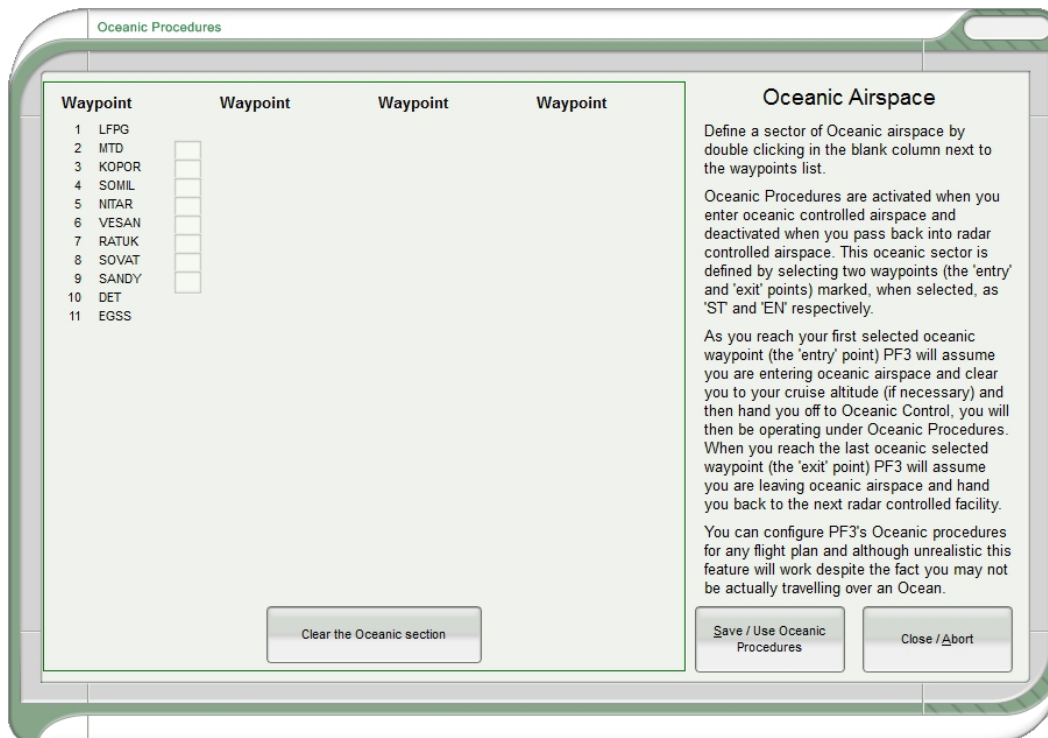 Oceanic Procedures
Waypoint Waypoint Waypoint Waypoint
1 LFPG
2 MTD
3 KOPOR
4 SOMIL
5 NITAR
6 VESAN
7 RATUK
8 SOVAT
9 SANDY
10 DET
11 EGSS
Clear the Oceanic section
Oceanic Airspace
Define a sector of Oceanic airspace by
double clicking in the blank column next to
the waypoints list.
Oceanic Procedures are activated when you
enter oceanic controlled airspace and
deactivated when you pass back into radar
controlled airspace. This oceanic sector is
defined by selecting two waypoints (the 'entry'
and 'exit' points) marked, when selected, as
'ST' and 'EN' respectively.
As you reach your first selected oceanic
waypoint (the 'entry' point) PF3 will assume
you are entering oceanic airspace and clear
you to your cruise altitude (if necessary) and
then hand you off to Oceanic Control, you will
then be operating under Oceanic Procedures.
When you reach the last oceanic selected
waypoint (the 'exit' point) PF3 will assume
you are leaving oceanic airspace and hand
you back to the next radar controlled facility.
You can configure PF3's Oceanic procedures
for any flight plan and although unrealistic this
feature will work despite the fact you may not
be actually travelling over an Ocean.
Save / Use Oceanic
Procedures
Close / Abort